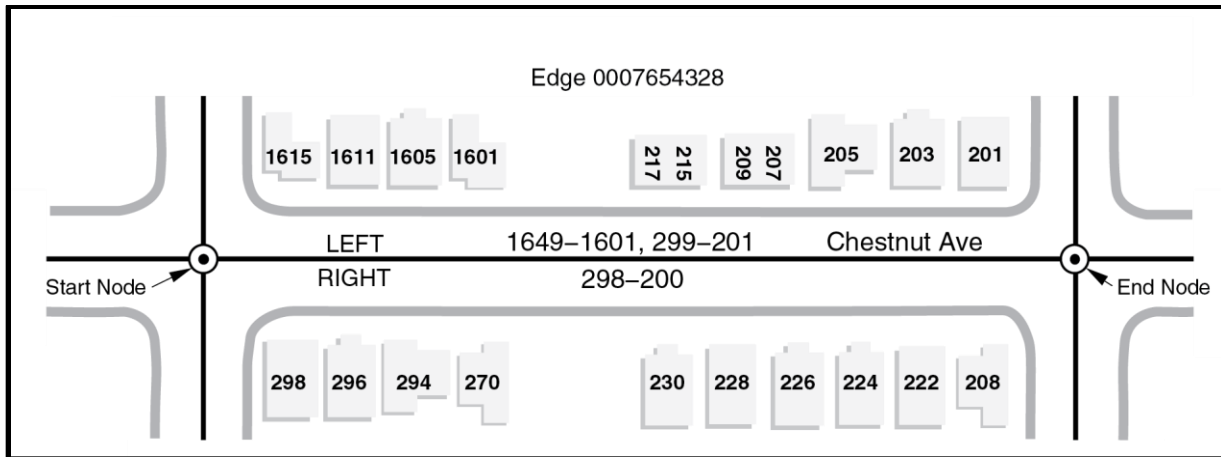 Edge 0007654328
1615 1611 1605 1601 217 215 209 207 205 203 201
LEFT 1649–1601, 299–201 Chestnut Ave
RIGHT 298–200
Start Node End Node
298 296 294 270 230 228 226 224 222 208